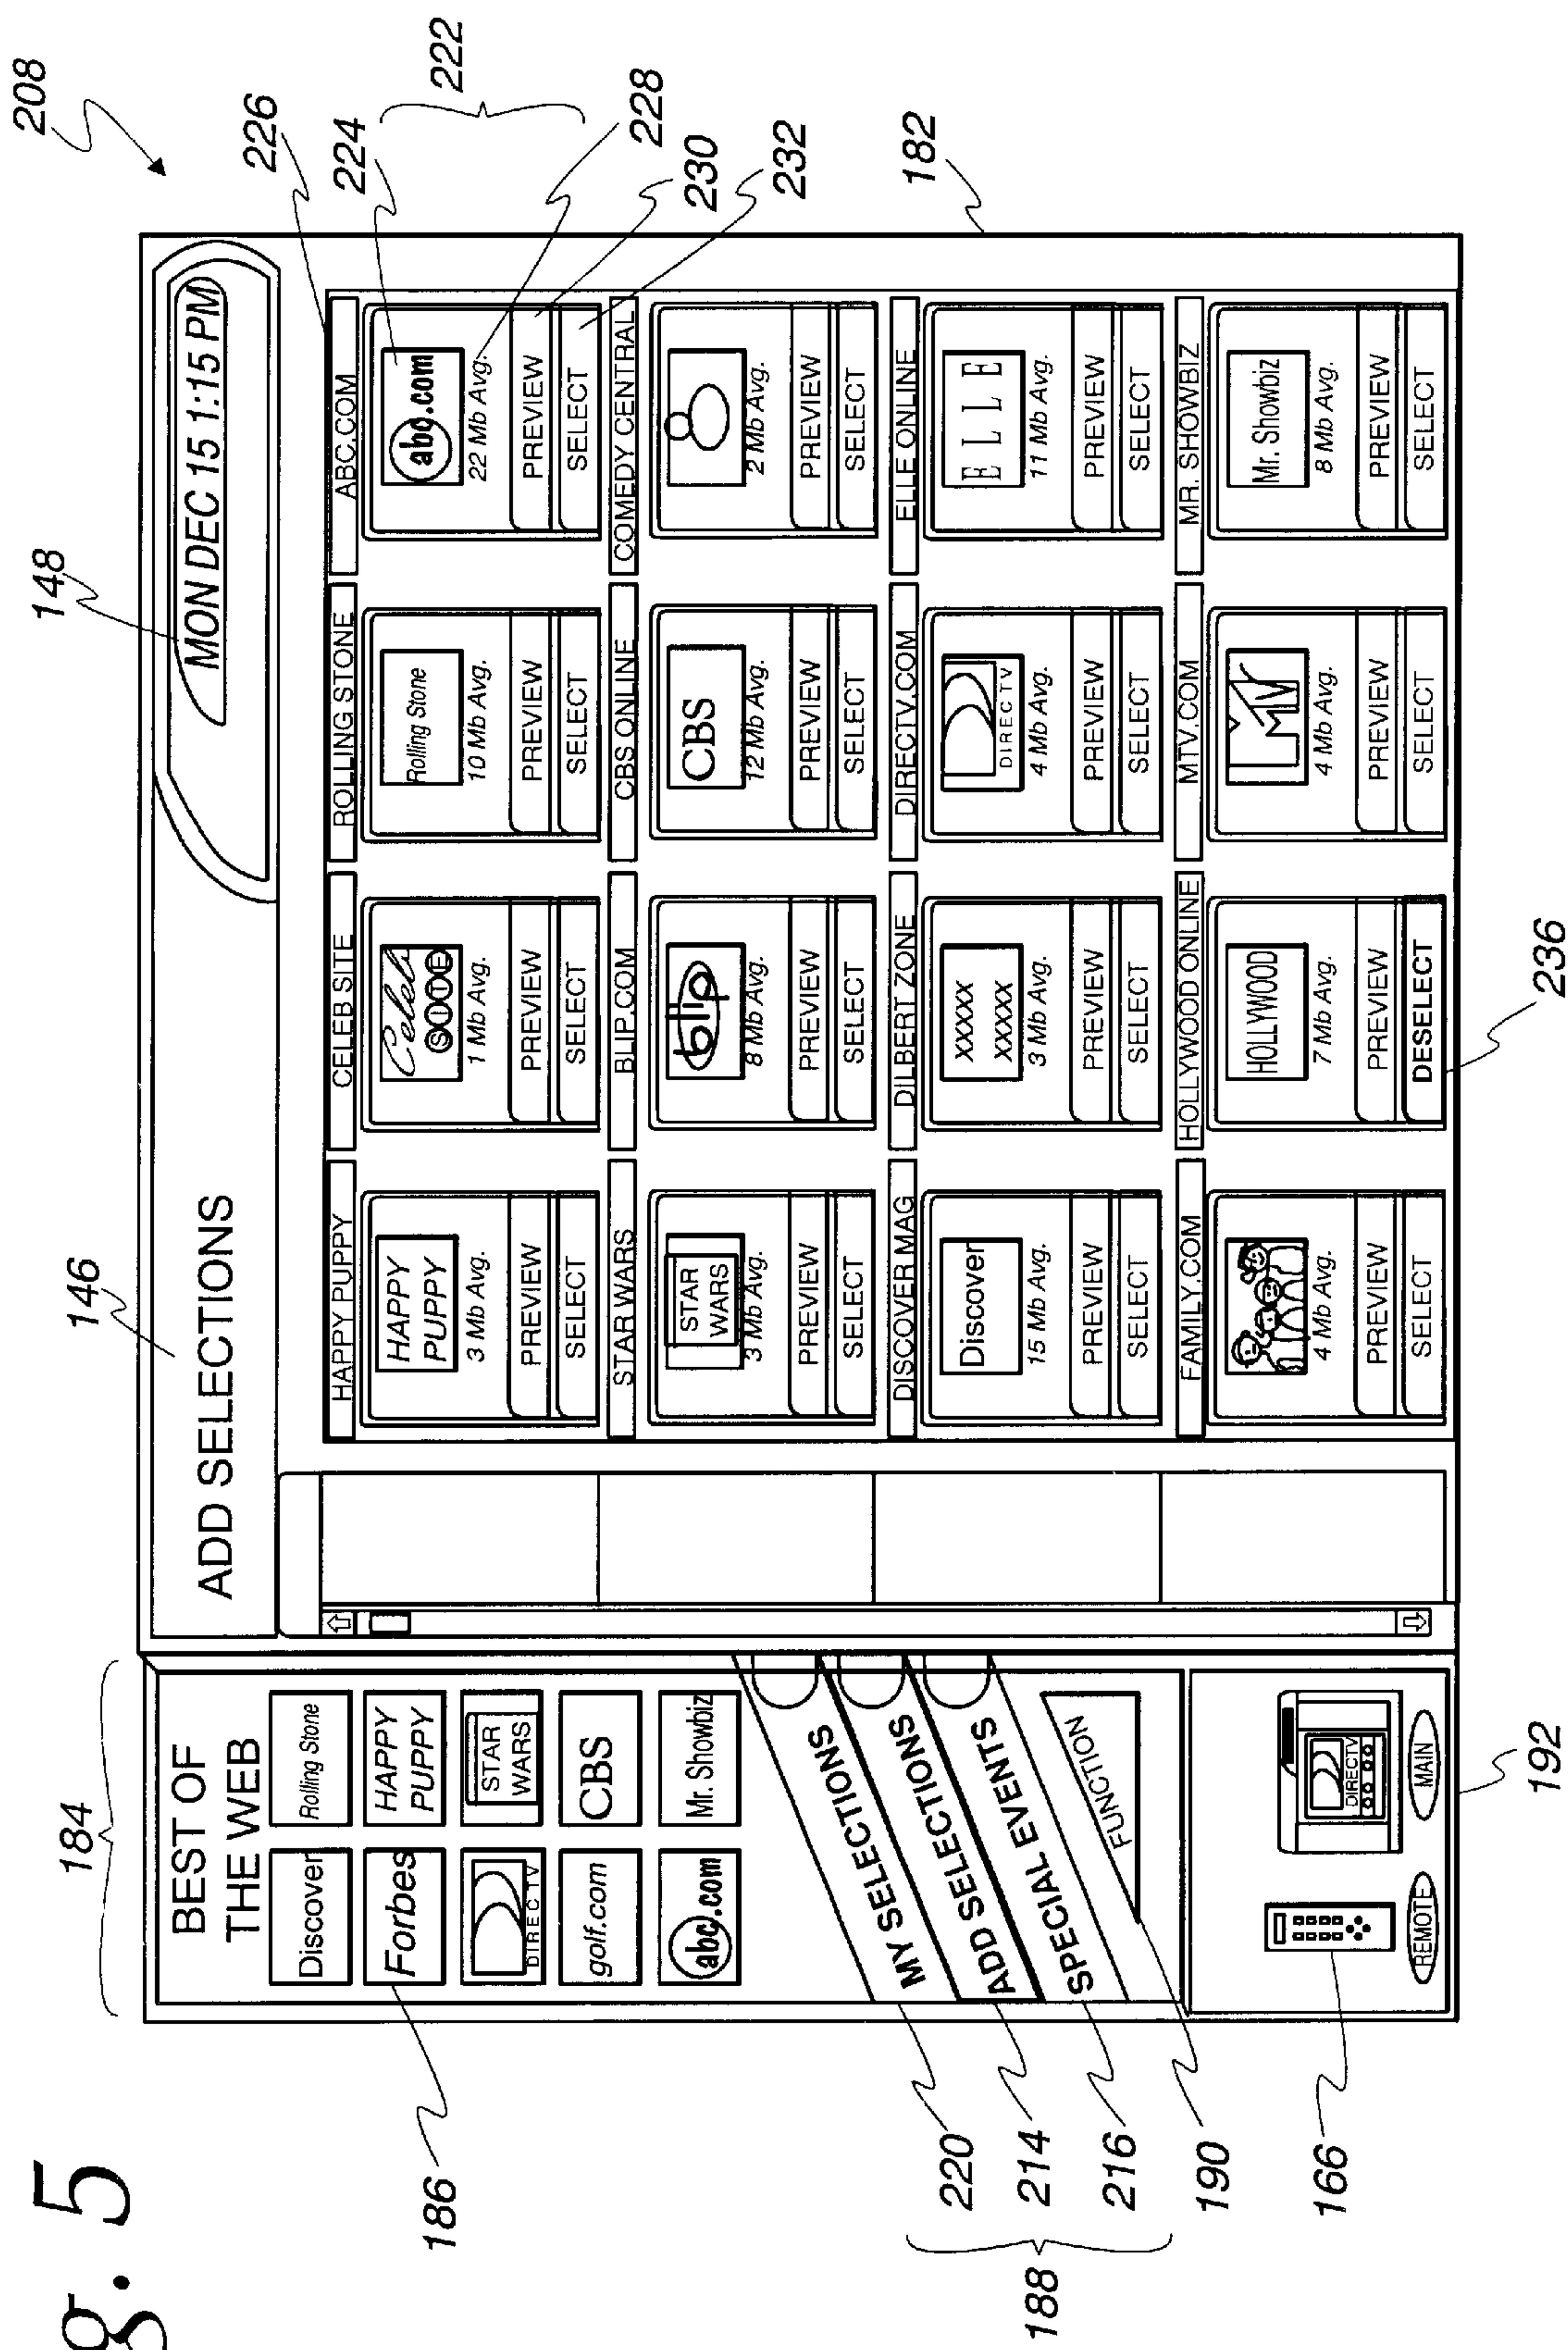 g. 5
208
146
148
226
224
222
228
230
232
182
184
186
220
214
216
188
190
166
192
236
BEST OF
THE WEB
Discover
Rolling Stone
Forbes
HAPPY
PUPPY
DIRECTV
STAR
WARS
golf.com
CBS
abc.com
Mr. Showbiz
MY SELECTIONS
ADD SELECTIONS
SPECIAL EVENTS
FUNCTION
DIRECTV
REMOTE
MAIN
ADD SELECTIONS
MON DEC 15 1:15 PM
HAPPY PUPPY
HAPPY
PUPPY
3 Mb Avg.
PREVIEW
SELECT
CELEB SITE
Celeb
SITE
1 Mb Avg.
PREVIEW
SELECT
ROLLING STONE
Rolling Stone
10 Mb Avg.
PREVIEW
SELECT
ABC.COM
abc.com
22 Mb Avg.
PREVIEW
SELECT
STAR WARS
STAR
WARS
3 Mb Avg.
PREVIEW
SELECT
BLIP.COM
blip
8 Mb Avg.
PREVIEW
SELECT
CBS ONLINE
CBS
12 Mb Avg.
PREVIEW
SELECT
COMEDY CENTRAL
2 Mb Avg.
PREVIEW
SELECT
DISCOVER MAG
Discover
15 Mb Avg.
PREVIEW
SELECT
DILBERT ZONE
XXXXX
XXXXX
3 Mb Avg.
PREVIEW
SELECT
DIRECTV.COM
DIRECTV
4 Mb Avg.
PREVIEW
SELECT
ELLE ONLINE
ELLE
11 Mb Avg.
PREVIEW
SELECT
FAMILY.COM
4 Mb Avg.
PREVIEW
SELECT
HOLLYWOOD ONLINE
HOLLYWOOD
7 Mb Avg.
PREVIEW
DESELECT
MTV.COM
MTV
4 Mb Avg.
PREVIEW
SELECT
MR. SHOWBIZ
Mr. Showbiz
8 Mb Avg.
PREVIEW
SELECT